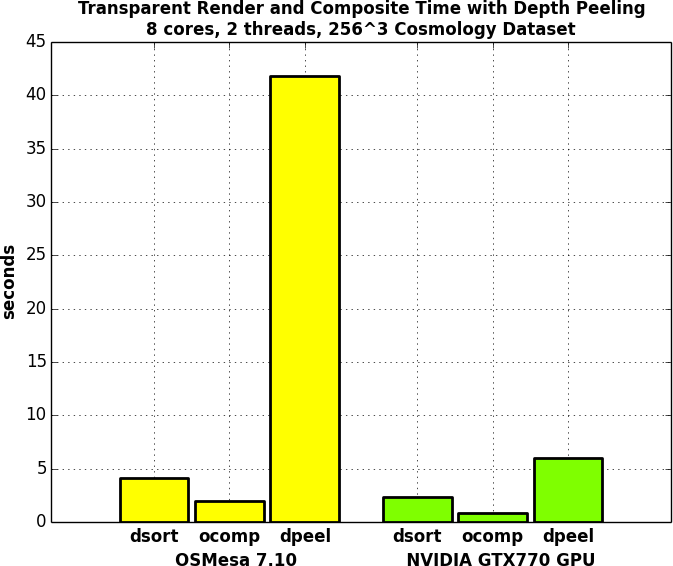 Transparent Render and Composite Time with Depth Peeling
8 cores, 2 threads, 256^3 Cosmology Dataset
45
40
35
30
25
20
15
10
5
0
seconds
dsort ocomp dpeel dsort ocomp dpeel
OSMesa 7.10 NVIDIA GTX770 GPU